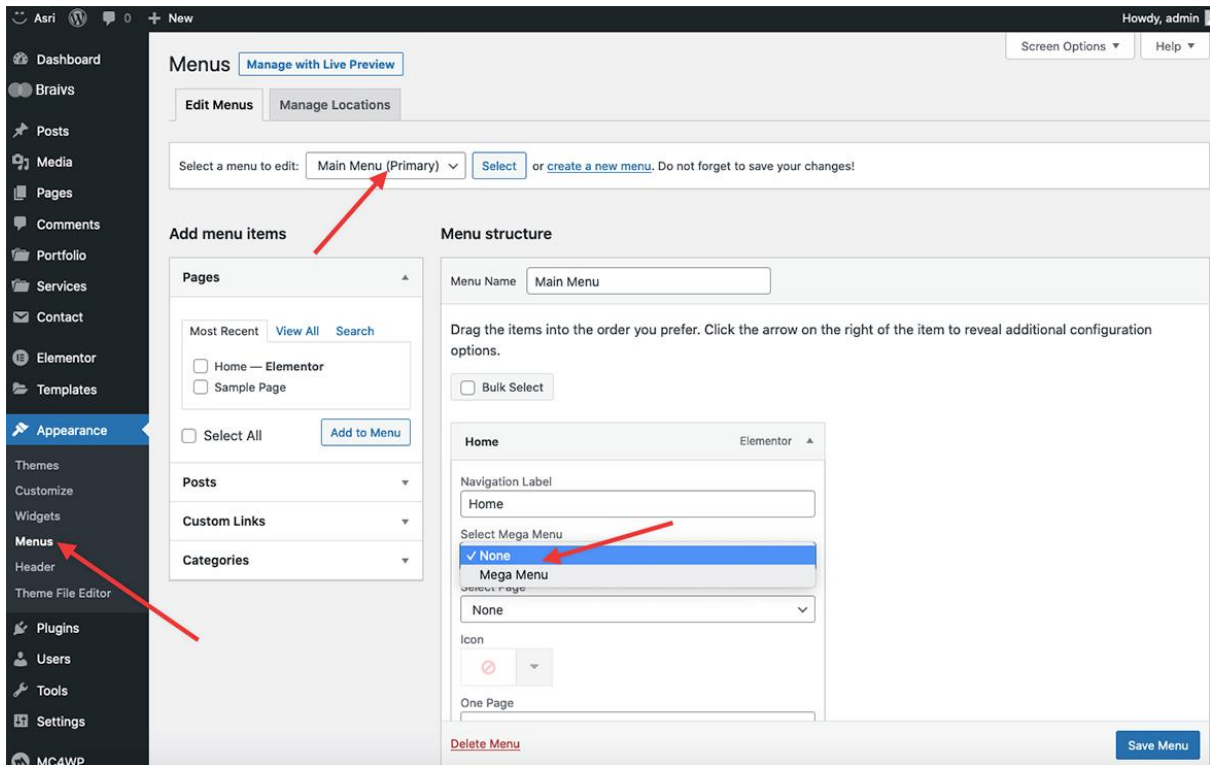 Asri 0 + New Howdy, admin
Dashboard
Braivs
Posts
Media
Pages
Comments
Portfolio
Services
Contact
Elementor
Templates
Appearance
Themes
Customize
Widgets
Menus
Header
Theme File Editor
Plugins
Users
Tools
Settings
MC4WP
Screen Options ▼ Help ▼
Menus Manage with Live Preview
Edit Menus Manage Locations
Select a menu to edit: Main Menu (Primary) Select or create a new menu. Do not forget to save your changes!
Add menu items
Pages
Most Recent View All Search
Home — Elementor
Sample Page
Select All Add to Menu
Posts
Custom Links
Categories
Menu structure
Menu Name Main Menu
Drag the items into the order you prefer. Click the arrow on the right of the item to reveal additional configuration
options.
Bulk Select
Home Elementor
Navigation Label
Home
Select Mega Menu
✓ None
Mega Menu
Select Page
None
Icon
One Page
Delete Menu Save Menu